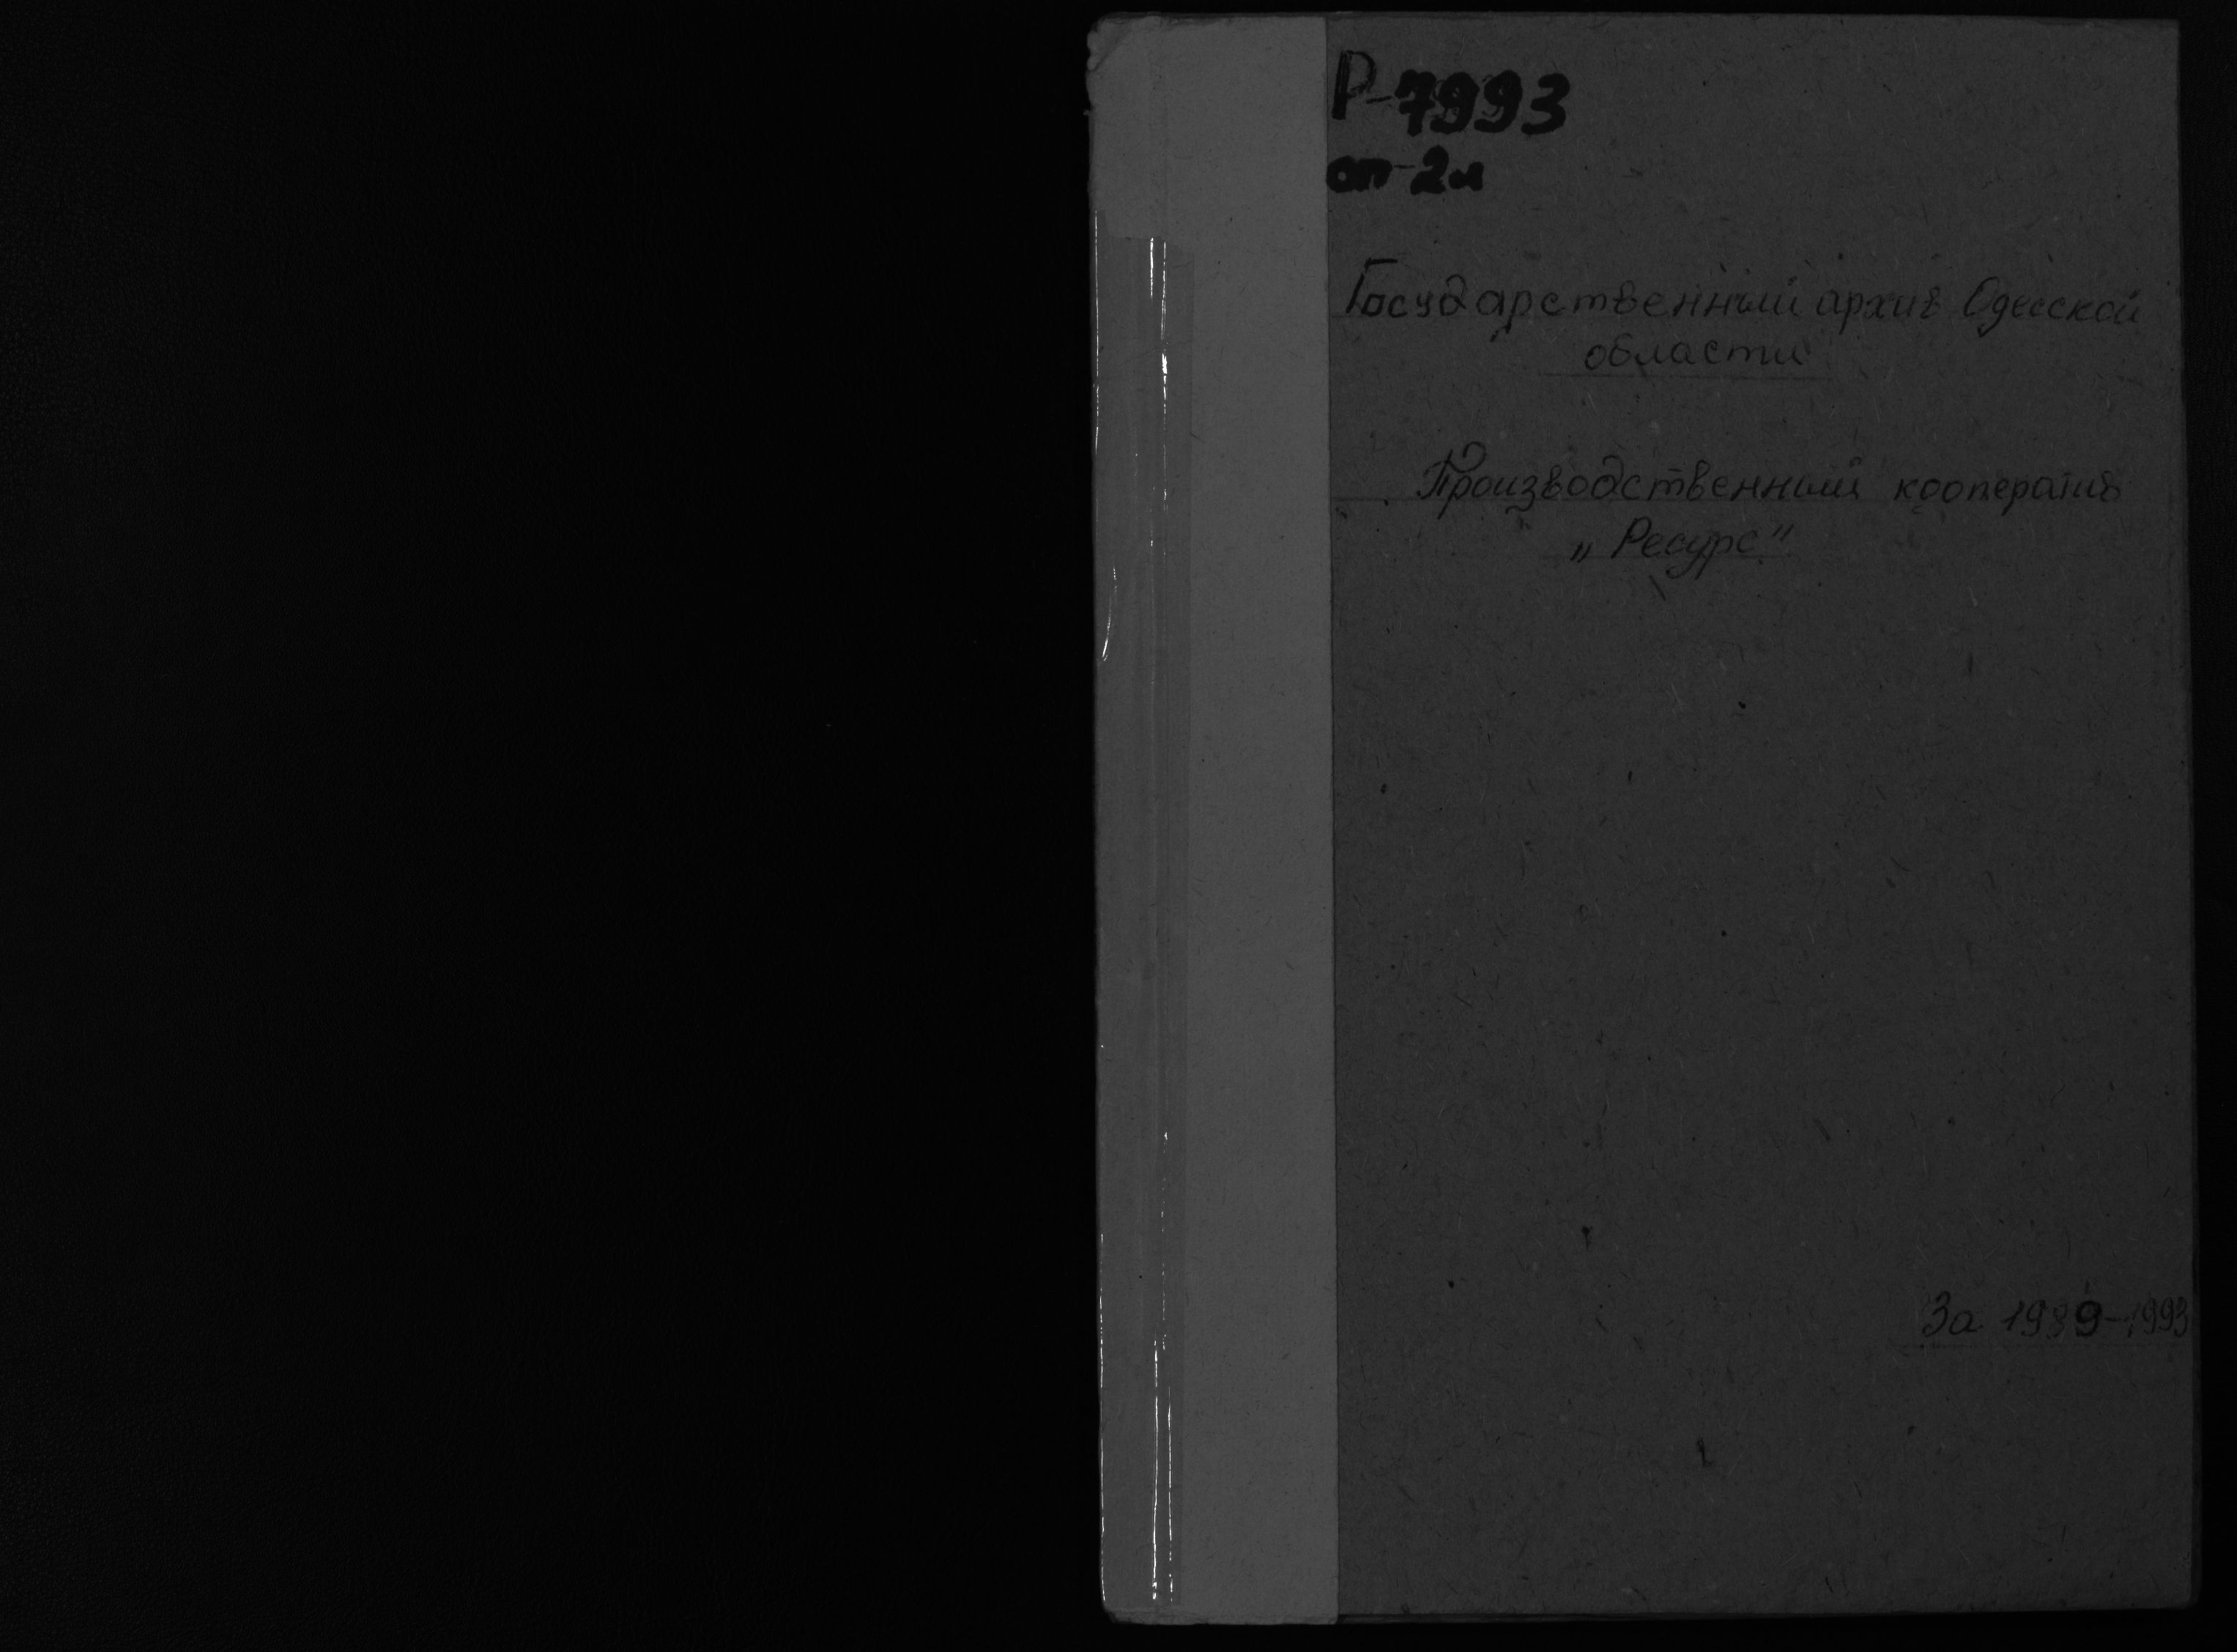 Р-7993
оп-2л
Государственный архив Одесской
области
Производственный кооператив
„Ресурс"
За 1989-1993